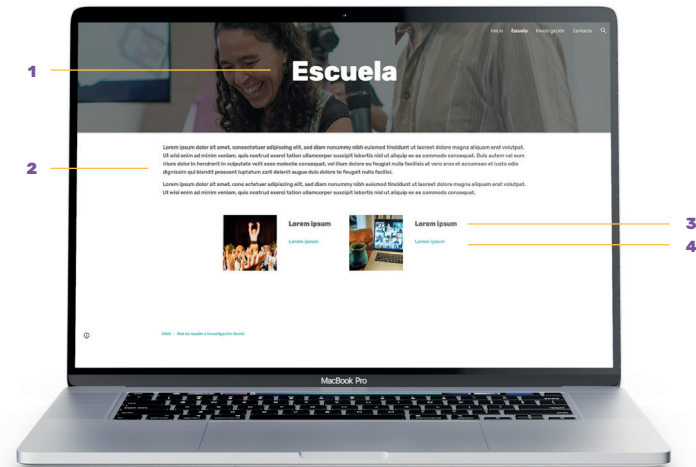 Inicio Escuela Investigación Contacto
1
Escuela
2
Lorem ipsum dolor sit amet, consectetuer adipiscing elit, sed diam nonummy nibh euismod tincidunt ut laoreet dolore magna aliquam erat volutpat.
Ut wisi enim ad minim veniam, quis nostrud exerci tation ullamcorper suscipit lobortis nisl ut aliquip ex ea commodo consequat. Duis autem vel eum
iriure dolor in hendrerit in vulputate velit esse molestie consequat, vel illum dolore eu feugiat nulla facilisis at vero eros et accumsan et iusto odio
dignissim qui blandit praesent luptatum zzril delenit augue duis dolore te feugait nulla facilisi.
Lorem ipsum dolor sit amet, cons ectetuer adipiscing elit, sed diam nonummy nibh euismod tincidunt ut laoreet dolore magna aliquam erat volutpat.
Ut wisi enim ad minim veniam, quis nostrud exerci tation ullamcorper suscipit lobortis nisl ut aliquip ex ea commodo consequat.
Lorem ipsum
Lorem ipsum
3
Lorem ipsum
Lorem ipsum
4
RAIS - Red de Acción e Investigación Social
MacBook Pro